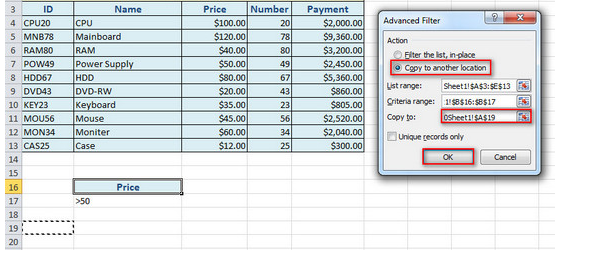 3 ID Name Price Number Payment
4 CPU20 CPU $100.00 20 $2,000.00
5 MNB78 Mainboard $120.00 78 $9,360.00
6 RAM80 RAM $40.00 80 $3,200.00
7 POW49 Power Supply $50.00 49 $2,450.00
8 HDD67 HDD $80.00 67 $5,360.00
9 DVD43 DVD-RW $20.00 43 $860.00
10 KEY23 Keyboard $35.00 23 $805.00
11 MOU56 Mouse $45.00 56 $2,520.00
12 MON34 Moniter $60.00 34 $2,040.00
13 CAS25 Case $12.00 25 $300.00
14
15
16 Price
17 >50
18
19
20
Advanced Filter
Action
Filter the list, in-place
Copy to another location
List range: Sheet1!$A$3:$E$13
Criteria range: 1!$B$16:$B$17
Copy to: 0Sheet1!$A$19
Unique records only
OK Cancel